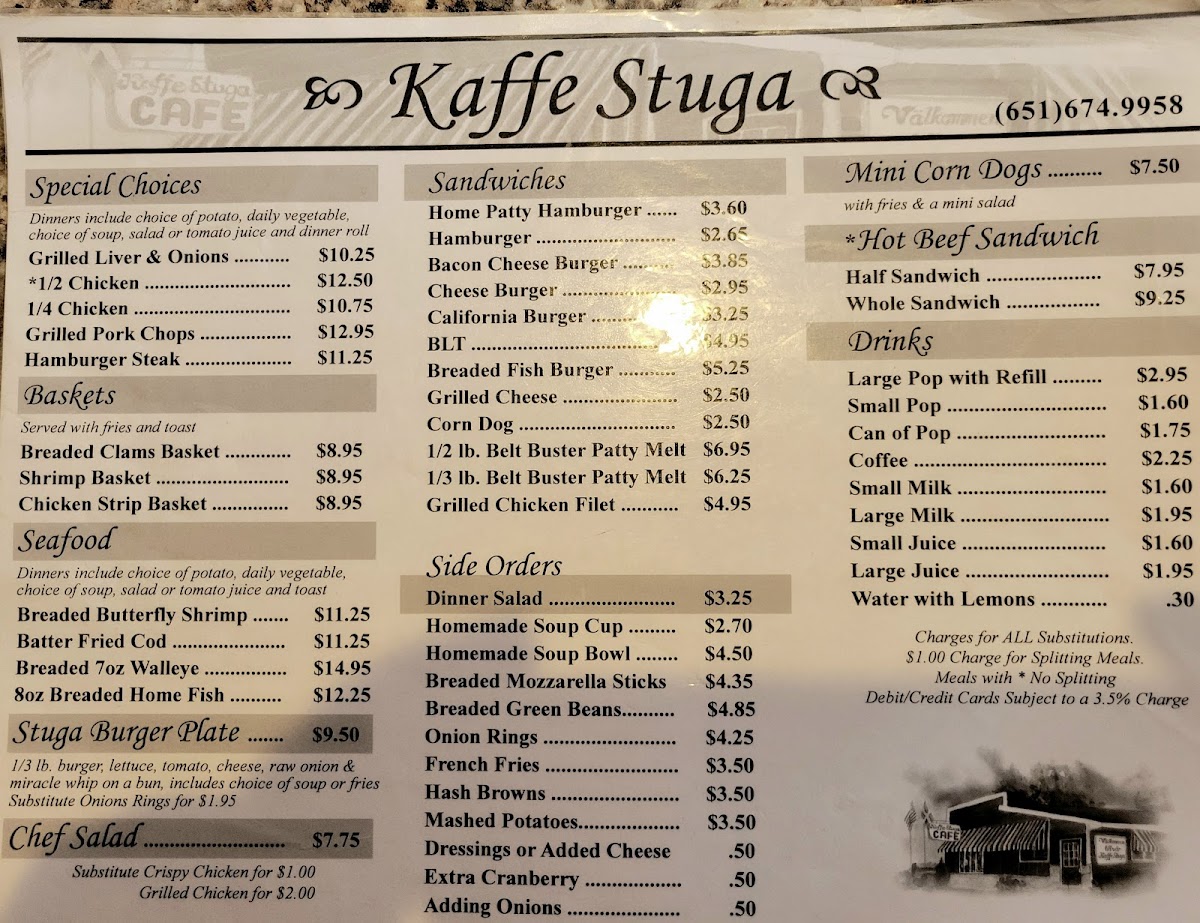 Kaffe Stuga
CAFE
Kaffe Stuga
Välkommen
(651)674.9958
Special Choices
Dinners include choice of potato, daily vegetable,
choice of soup, salad or tomato juice and dinner roll
Grilled Liver & Onions ........... $10.25
*1/2 Chicken ............................. $12.50
1/4 Chicken ............................... $10.75
Grilled Pork Chops .................. $12.95
Hamburger Steak ..................... $11.25
Baskets
Served with fries and toast
Breaded Clams Basket ............. $8.95
Shrimp Basket .......................... $8.95
Chicken Strip Basket ............... $8.95
Seafood
Dinners include choice of potato, daily vegetable,
choice of soup, salad or tomato juice and toast
Breaded Butterfly Shrimp ....... $11.25
Batter Fried Cod ...................... $11.25
Breaded 7oz Walleye ................ $14.95
8oz Breaded Home Fish .......... $12.25
Stuga Burger Plate ....... $9.50
1/3 lb. burger, lettuce, tomato, cheese, raw onion &
miracle whip on a bun, includes choice of soup or fries
Substitute Onions Rings for $1.95
Chef Salad ............................ $7.75
Substitute Crispy Chicken for $1.00
Grilled Chicken for $2.00
Sandwiches
Home Patty Hamburger ...... $3.60
Hamburger ............................ $2.65
Bacon Cheese Burger .......... $3.85
Cheese Burger ....................... $2.95
California Burger .................. $3.25
BLT ......................................... $4.95
Breaded Fish Burger ............ $5.25
Grilled Cheese ....................... $2.50
Corn Dog ................................ $2.50
1/2 lb. Belt Buster Patty Melt $6.95
1/3 lb. Belt Buster Patty Melt $6.25
Grilled Chicken Filet ........... $4.95
Side Orders
Dinner Salad ......................... $3.25
Homemade Soup Cup ......... $2.70
Homemade Soup Bowl ........ $4.50
Breaded Mozzarella Sticks $4.35
Breaded Green Beans.......... $4.85
Onion Rings .......................... $4.25
French Fries .......................... $3.50
Hash Browns ......................... $3.50
Mashed Potatoes.................... $3.50
Dressings or Added Cheese .50
Extra Cranberry ................... .50
Adding Onions ...................... .50
Mini Corn Dogs .......... $7.50
with fries & a mini salad
*Hot Beef Sandwich
Half Sandwich ....................... $7.95
Whole Sandwich ................... $9.25
Drinks
Large Pop with Refill .......... $2.95
Small Pop ................................ $1.60
Can of Pop .............................. $1.75
Coffee ...................................... $2.25
Small Milk .............................. $1.60
Large Milk .............................. $1.95
Small Juice ............................. $1.60
Large Juice ............................. $1.95
Water with Lemons ............. .30
Charges for ALL Substitutions.
$1.00 Charge for Splitting Meals.
Meals with * No Splitting
Debit/Credit Cards Subject to a 3.5% Charge
Kaffe Stuga
CAFE